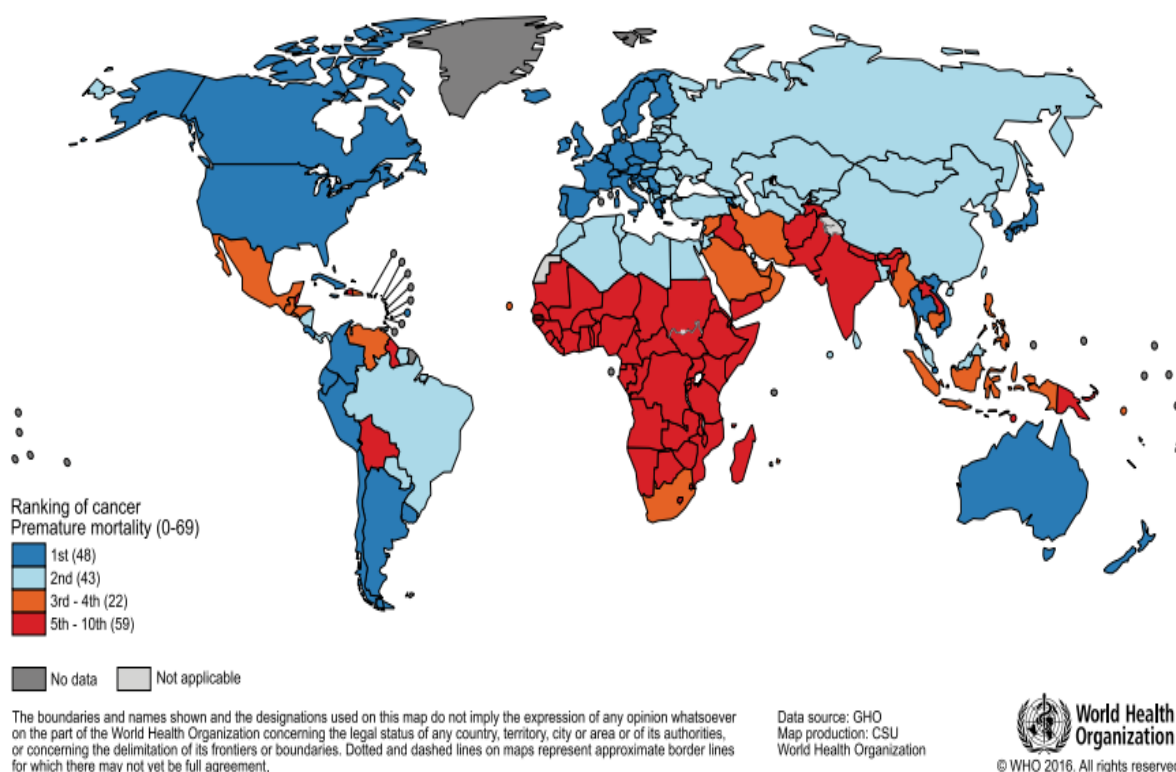 Ranking of cancer
Premature mortality (0-69)
1st (48)
2nd (43)
3rd - 4th (22)
5th - 10th (59)
No data
Not applicable
The boundaries and names shown and the designations used on this map do not imply the expression of any opinion whatsoever
on the part of the World Health Organization concerning the legal status of any country, territory, city or area or of its authorities,
or concerning the delimitation of its frontiers or boundaries. Dotted and dashed lines on maps represent approximate border lines
for which there may not yet be full agreement.
Data source: GHO
Map production: CSU
World Health Organization
World Health
Organization
© WHO 2016. All rights reserved